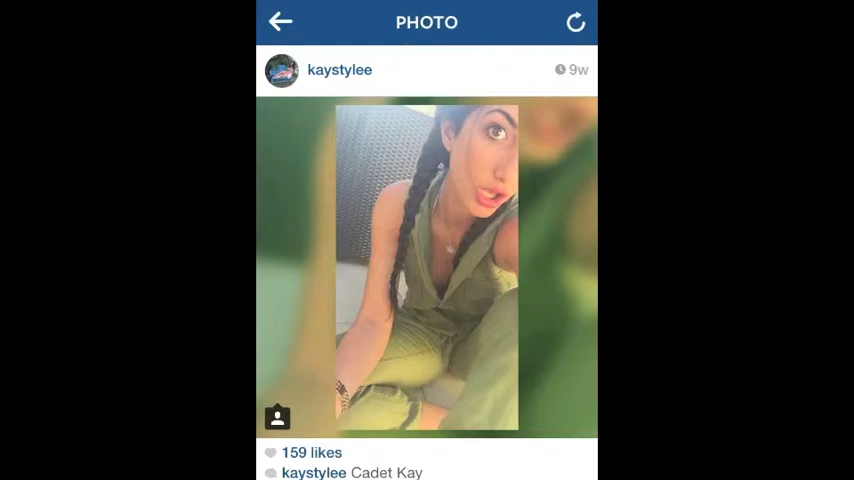 PHOTO
kaystylee
9w
159 likes
kaystylee Cadet Kay